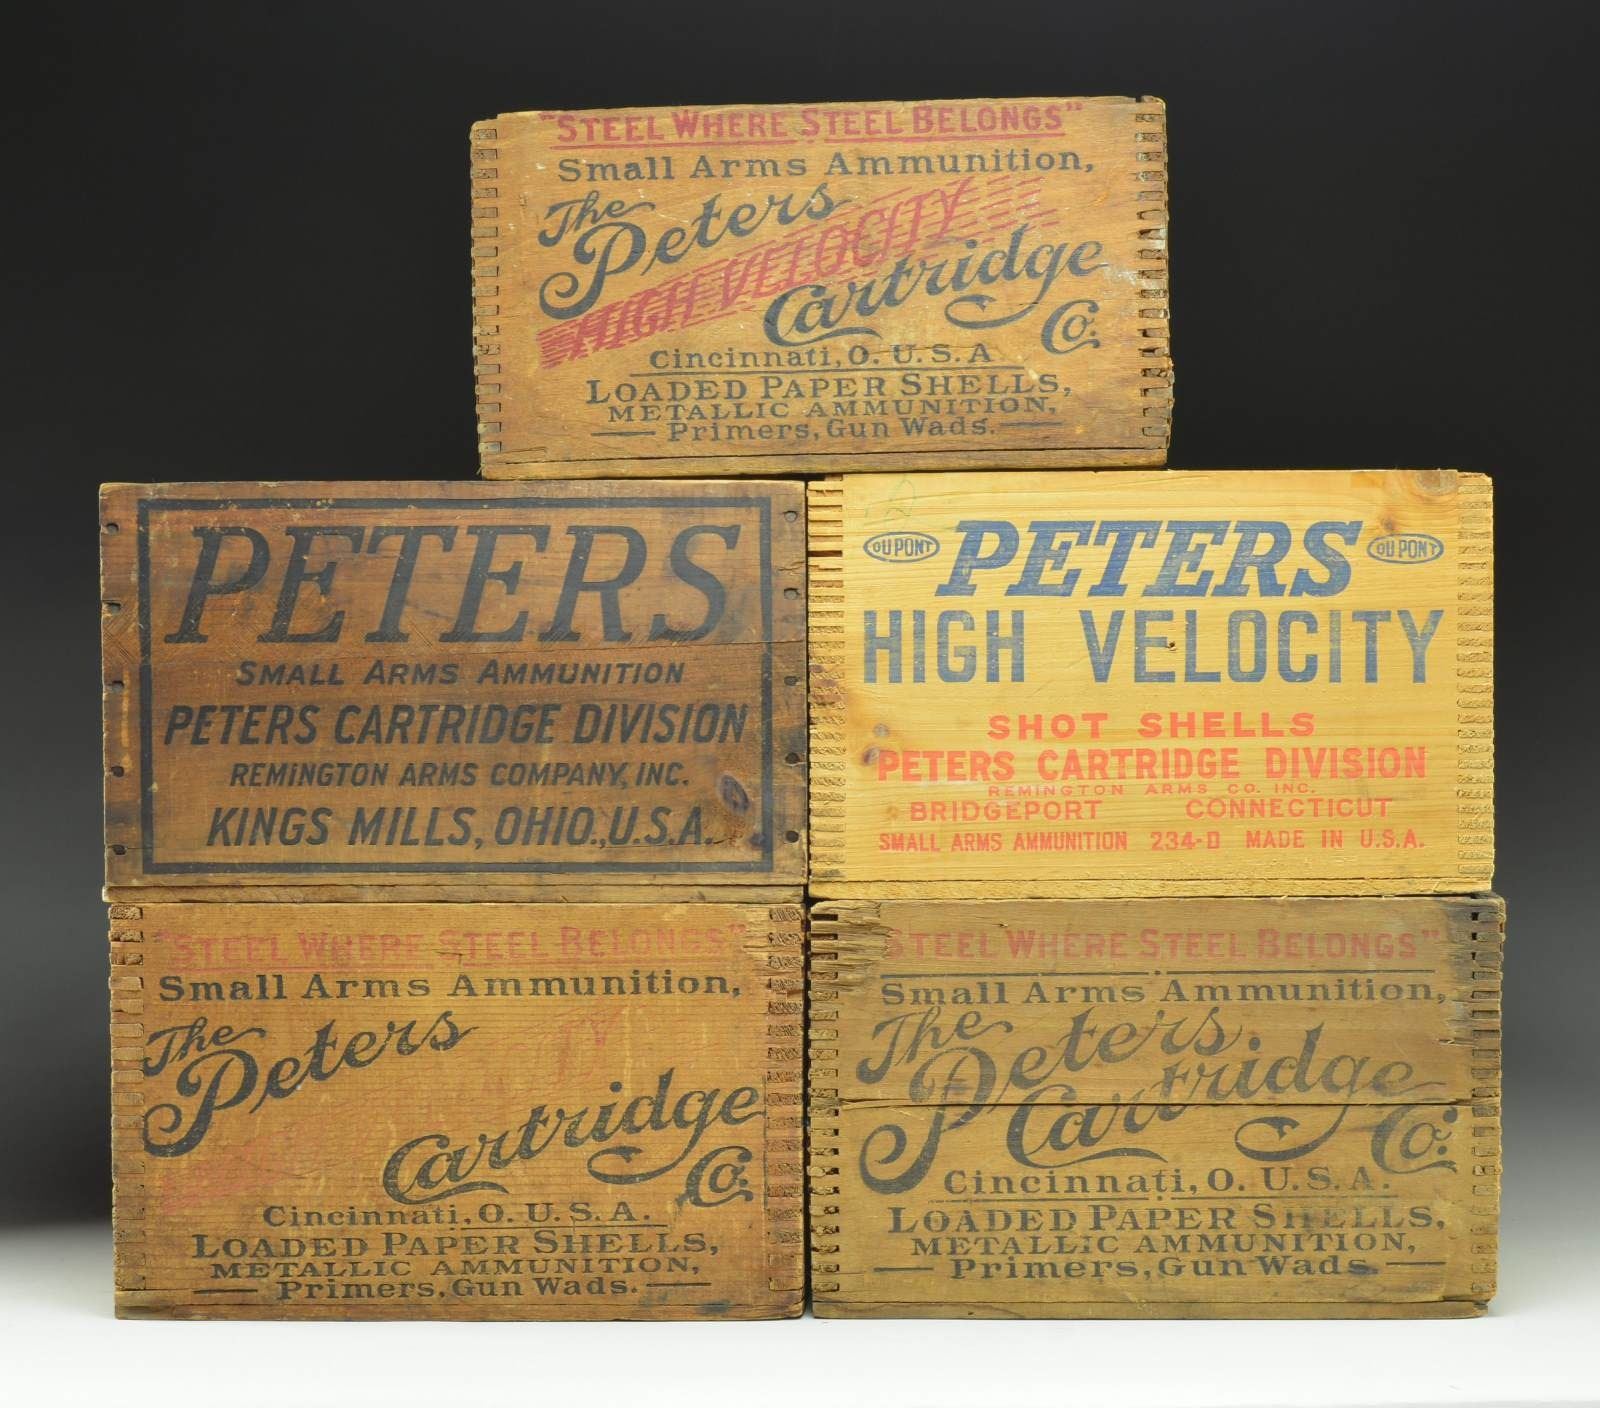 "STEEL WHERE STEEL BELONGS"
Small Arms Ammunition,
The Peters
HIGH VELOCITY
Cartridge
Co.
Cincinnati, O. U.S.A
LOADED PAPER SHELLS,
METALLIC AMMUNITION,
Primers, Gun Wads.
PETERS
SMALL ARMS AMMUNITION
PETERS CARTRIDGE DIVISION
REMINGTON ARMS COMPANY, INC.
KINGS MILLS, OHIO., U.S.A.
DU PONT PETERS DU PONT
HIGH VELOCITY
SHOT SHELLS
PETERS CARTRIDGE DIVISION
REMINGTON ARMS CO. INC.
BRIDGEPORT CONNECTICUT
SMALL ARMS AMMUNITION 234-D MADE IN U.S.A.
"STEEL WHERE STEEL BELONGS"
Small Arms Ammunition,
The Peters
Cartridge
Co.
Cincinnati, O. U.S.A.
LOADED PAPER SHELLS,
METALLIC AMMUNITION,
Primers, Gun Wads.
STEEL WHERE STEEL BELONGS"
Small Arms Ammunition,
The Peters
Cartridge
Co.
Cincinnati, O. U.S.A.
LOADED PAPER SHELLS,
METALLIC AMMUNITION,
Primers, Gun Wads.